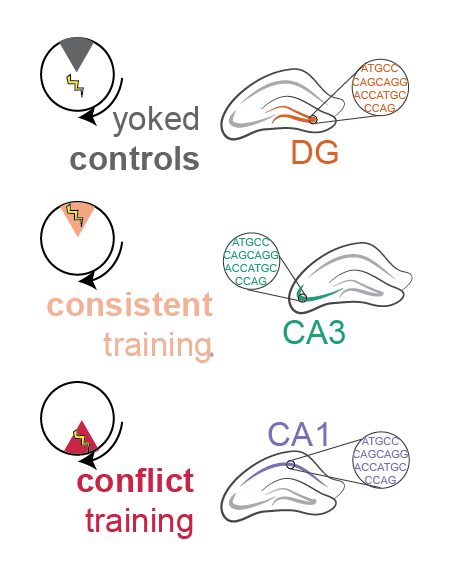 ATGCC
CAGCAGG
ACCATGC
CCAG
yoked
controls
DG
ATGCC
CAGCAGG
ACCATGC
CCAG
consistent
training.
CA3
CA1
ATGCC
CAGCAGG
ACCATGC
CCAG
conflict
training